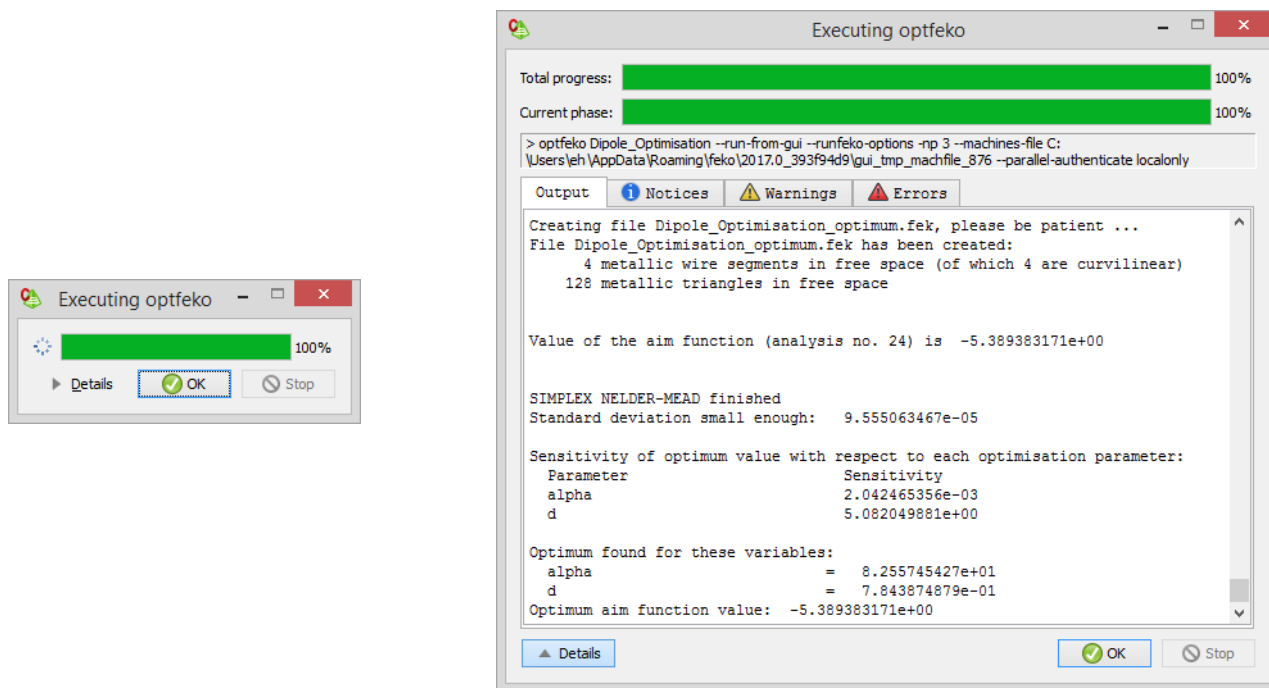 Executing optfeko
100%
Details
OK
Stop
Executing optfeko
Total progress:
100%
Current phase:
100%
> optfeko Dipole_Optimisation --run-from-gui --runfeko-options -np 3 --machines-file C:
\Users\eh\AppData\Roaming\feko\2017.0_393f94d9\gui_tmp_machfile_876 --parallel-authenticate localonly
Output Notices Warnings Errors
Creating file Dipole_Optimisation_optimum.fek, please be patient ...
File Dipole_Optimisation_optimum.fek has been created:
4 metallic wire segments in free space (of which 4 are curvilinear)
128 metallic triangles in free space
Value of the aim function (analysis no. 24) is -5.389383171e+00
SIMPLEX NELDER-MEAD finished
Standard deviation small enough: 9.555063467e-05
Sensitivity of optimum value with respect to each optimisation parameter:
Parameter Sensitivity
alpha 2.042465356e-03
d 5.082049881e+00
Optimum found for these variables:
alpha = 8.255745427e+01
d = 7.843874879e-01
Optimum aim function value: -5.389383171e+00
Details
OK
Stop